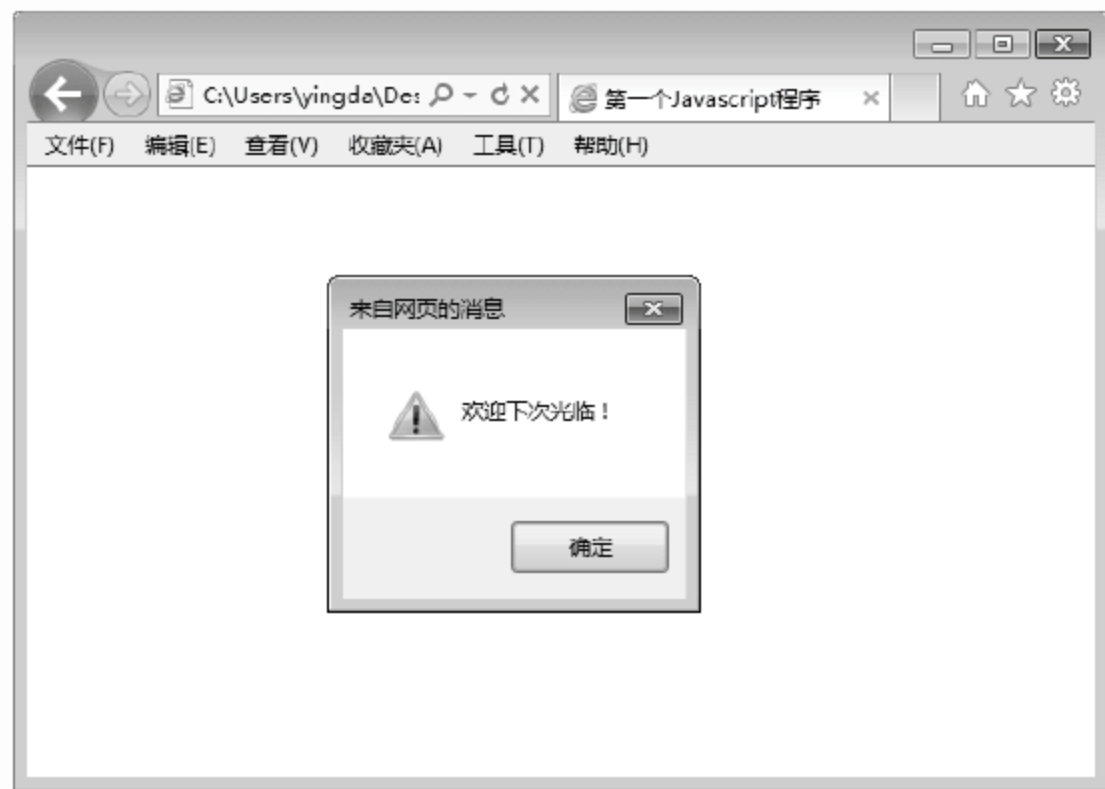 C:\Users\yingda\Des
第一个Javascript程序
文件(F) 编辑(E) 查看(V) 收藏夹(A) 工具(T) 帮助(H)
来自网页的消息
欢迎下次光临！
确定